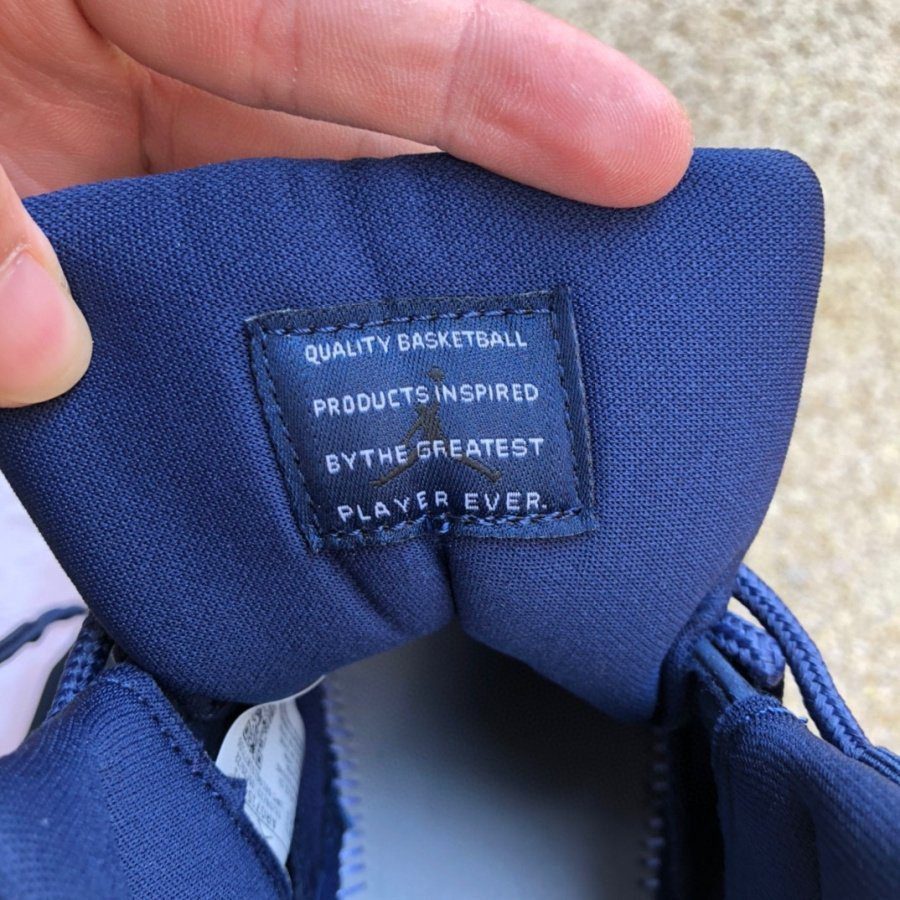 QUALITY BASKETBALL
PRODUCTS INSPIRED
BY THE GREATEST
PLAYER EVER.